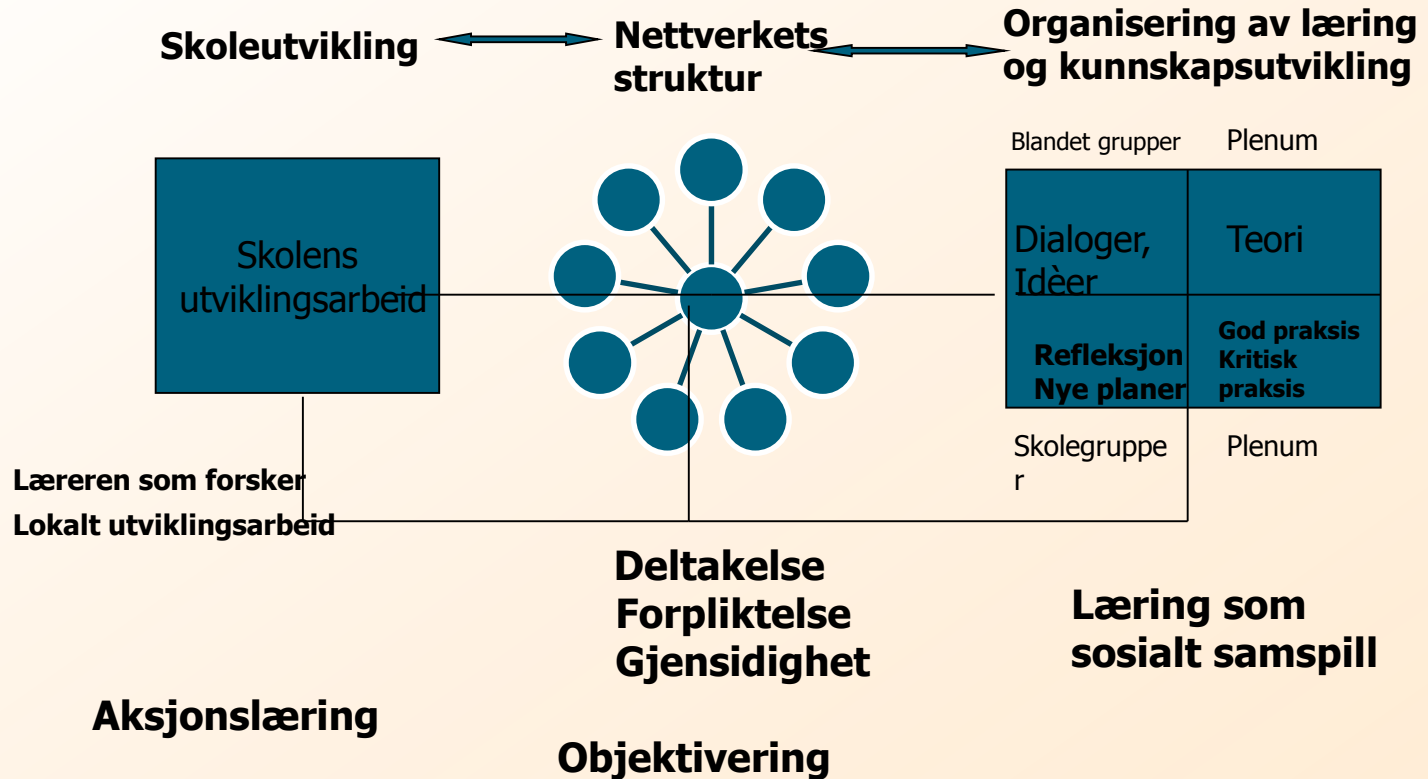 Skoleutvikling
Nettverkets
struktur
Organisering av læring
og kunnskapsutvikling
Blandet grupper
Plenum
Skolens
utviklingsarbeid
Dialoger,
Idèer
Teori
Refleksjon
Nye planer
God praksis
Kritisk
praksis
Skolegruppe
r
Plenum
Læreren som forsker
Lokalt utviklingsarbeid
Deltakelse
Forpliktelse
Gjensidighet
Læring som
sosialt samspill
Aksjonslæring
Objektivering